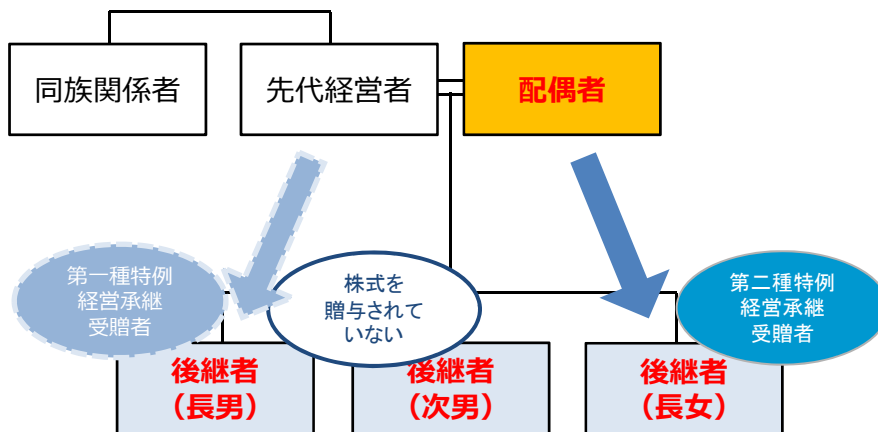 同族関係者
先代経営者
配偶者
第一種特例
経営承継
受贈者
株式を
贈与されて
いない
第二種特例
経営承継
受贈者
後継者
（長男）
後継者
（次男）
後継者
（長女）